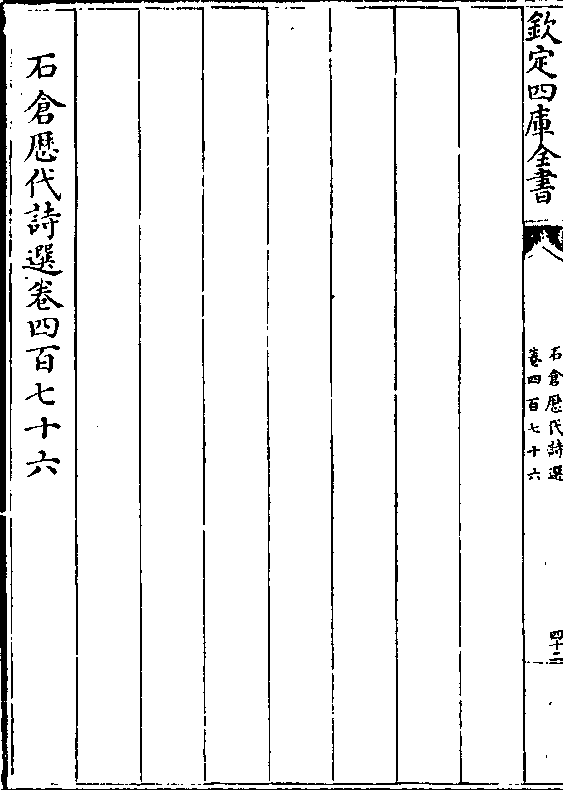 欽定四庫全書
石倉歷代詩選
卷四百七十六
四十二
石倉歷代詩選卷四百七十六